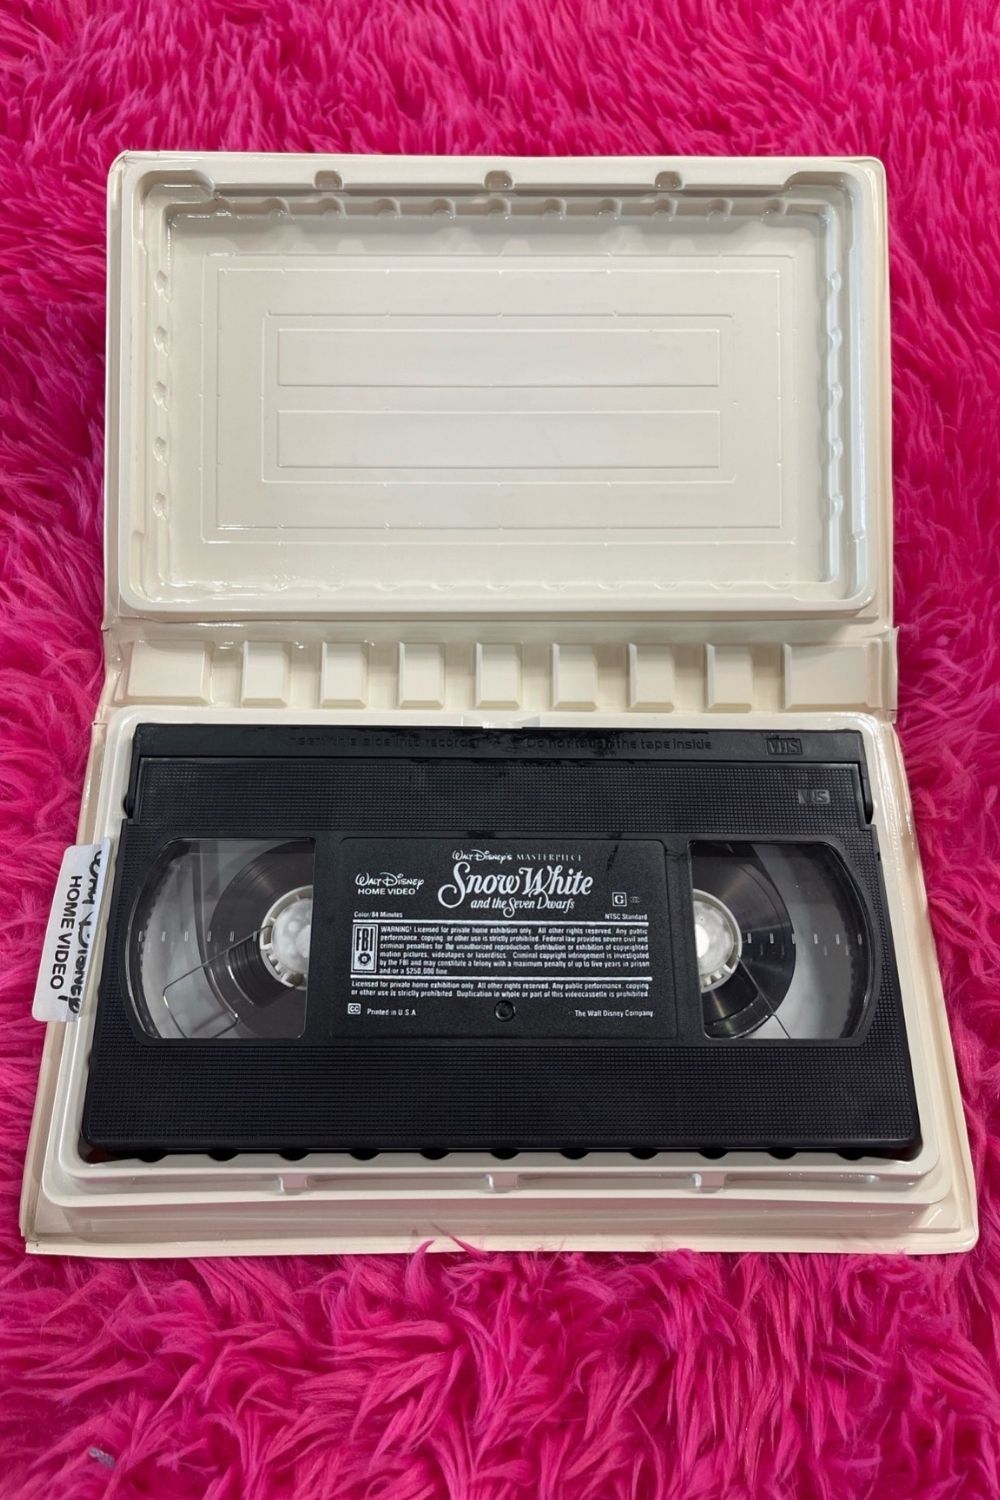 Insert this side into recorder Do not touch the tape inside VHS
VHS
WALT DISNEY'S MASTERPIECE
WALT DISNEY
HOME VIDEO
Snow White
and the Seven Dwarfs
G
Color/84 Minutes
NTSC Standard
FBI
WARNING! Licensed for private home exhibition only. All other rights reserved. Any public
performance, copying, or other use is strictly prohibited. Federal law provides severe civil and
criminal penalties for the unauthorized reproduction, distribution or exhibition of copyrighted
motion pictures, videotapes or laserdiscs. Criminal copyright infringement is investigated
by the FBI and may constitute a felony with a maximum penalty of up to five years in prison
and/or a $250,000 fine
Licensed for private home exhibition only. All other rights reserved. Any public performance, copying
or other use is strictly prohibited. Duplication in whole or part of this videocassette is prohibited.
CC Printed in U.S.A.
The Walt Disney Company
WALT DISNEY
HOME VIDEO